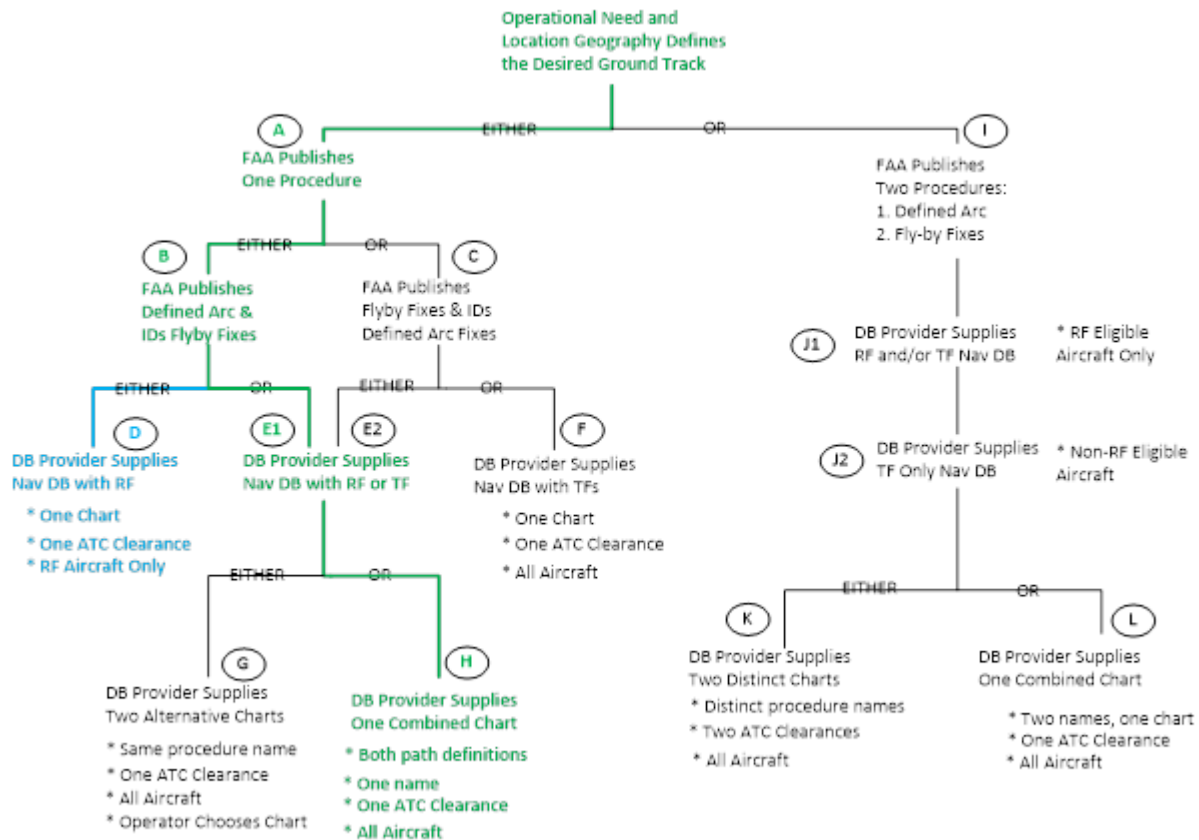 Operational Need and
Location Geography Defines
the Desired Ground Track
EITHER
OR
A
FAA Publishes
One Procedure
I
FAA Publishes
Two Procedures:
1. Defined Arc
2. Fly-by Fixes
EITHER
OR
B
FAA Publishes
Defined Arc &
IDs Flyby Fixes
C
FAA Publishes
Flyby Fixes & IDs
Defined Arc Fixes
J1
DB Provider Supplies
RF and/or TF Nav DB
* RF Eligible
Aircraft Only
EITHER
OR
EITHER
OR
D
DB Provider Supplies
Nav DB with RF
* One Chart
* One ATC Clearance
* RF Aircraft Only
E1
DB Provider Supplies
Nav DB with RF or TF
E2
F
DB Provider Supplies
Nav DB with TFs
* One Chart
* One ATC Clearance
* All Aircraft
J2
DB Provider Supplies
TF Only Nav DB
* Non-RF Eligible
Aircraft
EITHER
OR
EITHER
OR
G
DB Provider Supplies
Two Alternative Charts
* Same procedure name
* One ATC Clearance
* All Aircraft
* Operator Chooses Chart
H
DB Provider Supplies
One Combined Chart
* Both path definitions
* One name
* One ATC Clearance
* All Aircraft
K
DB Provider Supplies
Two Distinct Charts
* Distinct procedure names
* Two ATC Clearances
* All Aircraft
L
DB Provider Supplies
One Combined Chart
* Two names, one chart
* One ATC Clearance
* All Aircraft